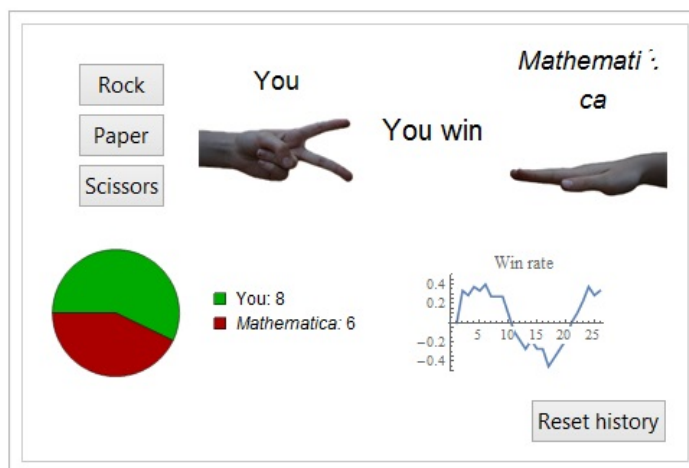 Rock
Paper
Scissors
You
You win
Mathemati
ca
You: 8
Mathematica: 6
Win rate
0.4
0.2
-0.2
-0.4
5 10 15 20 25
Reset history